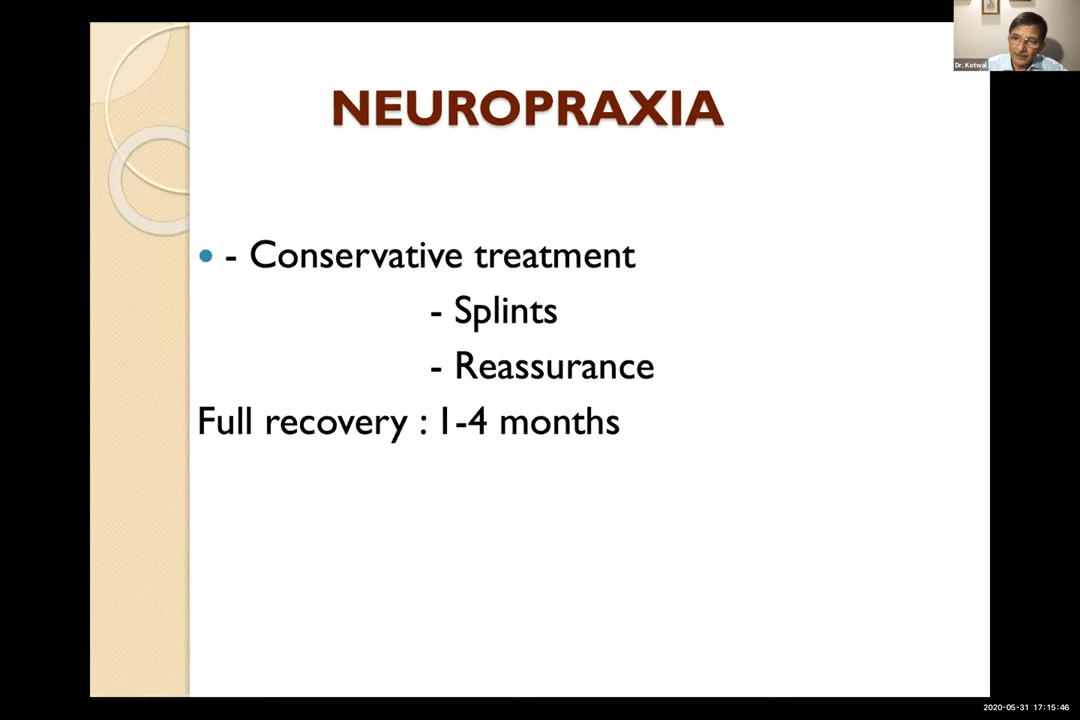 Dr. Kotwal
NEUROPRAXIA
- Conservative treatment
- Splints
- Reassurance
Full recovery : 1-4 months
2020-05-31 17:15:46